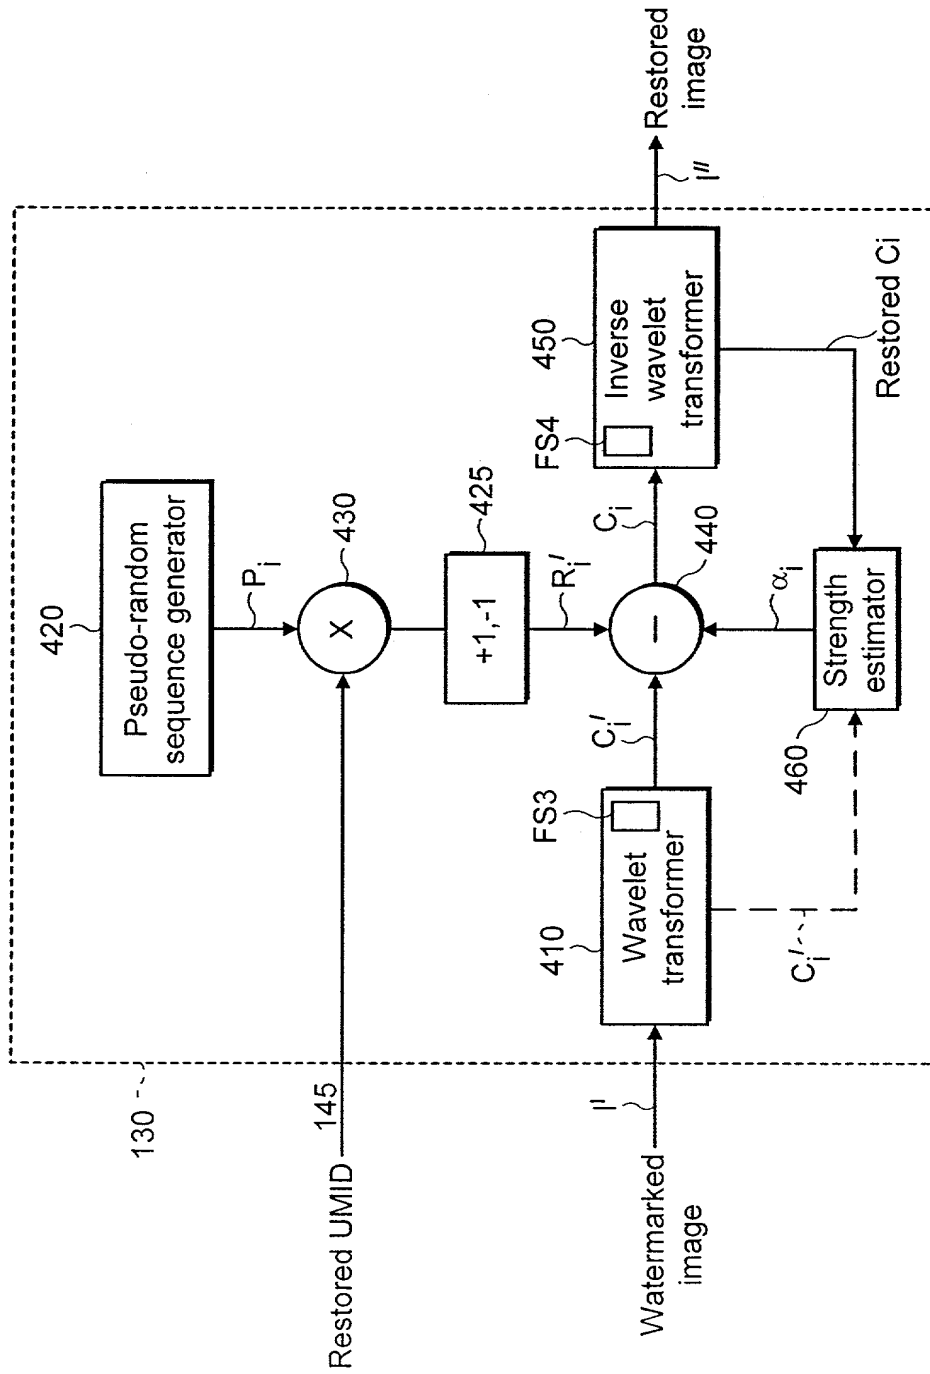 420
Pseudo-random
sequence generator
Pi
X
430
+1,-1
425
Ri′
130
145
Restored UMID
Watermarked
image
I'
410
Wavelet
transformer
FS3
Ci′
−
440
Ci
450
FS4
Inverse
wavelet
transformer
I″
Restored
image
Ci′
460
Strength
estimator
αi
Restored Ci